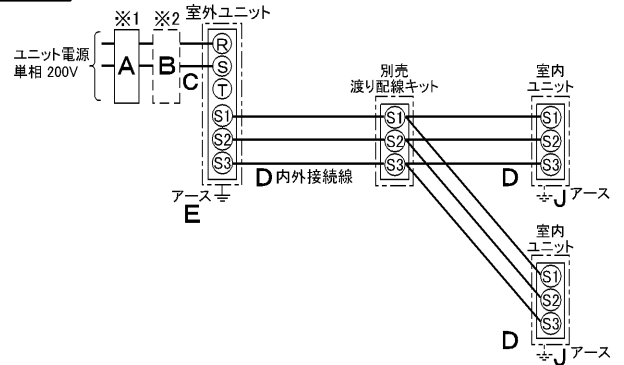 ※1 ※2 室外ユニット
ユニット電源
単相 200V
A
B
C
R
S
T
S1
S2
S3
D 内外接続線
アース
E
別売
渡り配線キット
S1
S2
S3
室内
ユニット
S1
S2
S3
D
J アース
室内
ユニット
S1
S2
S3
D
J アース